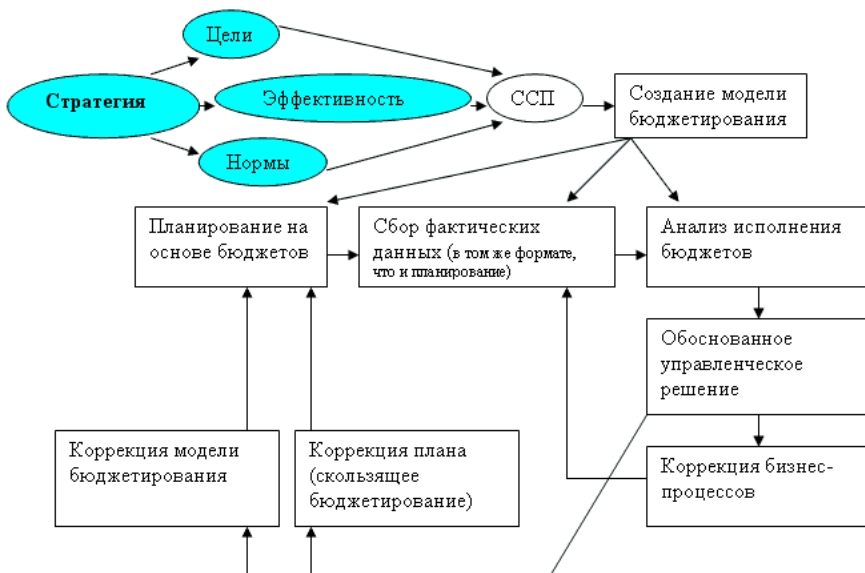 Цели
Стратегия
Эффективность
ССП
Создание модели
бюджетирования
Нормы
Планирование на
основе бюджетов
Сбор фактических
данных (в том же формате,
что и планирование)
Анализ исполнения
бюджетов
Обоснованное
управленческое
решение
Коррекция модели
бюджетирования
Коррекция плана
(скользящее
бюджетирование)
Коррекция бизнес-
процессов